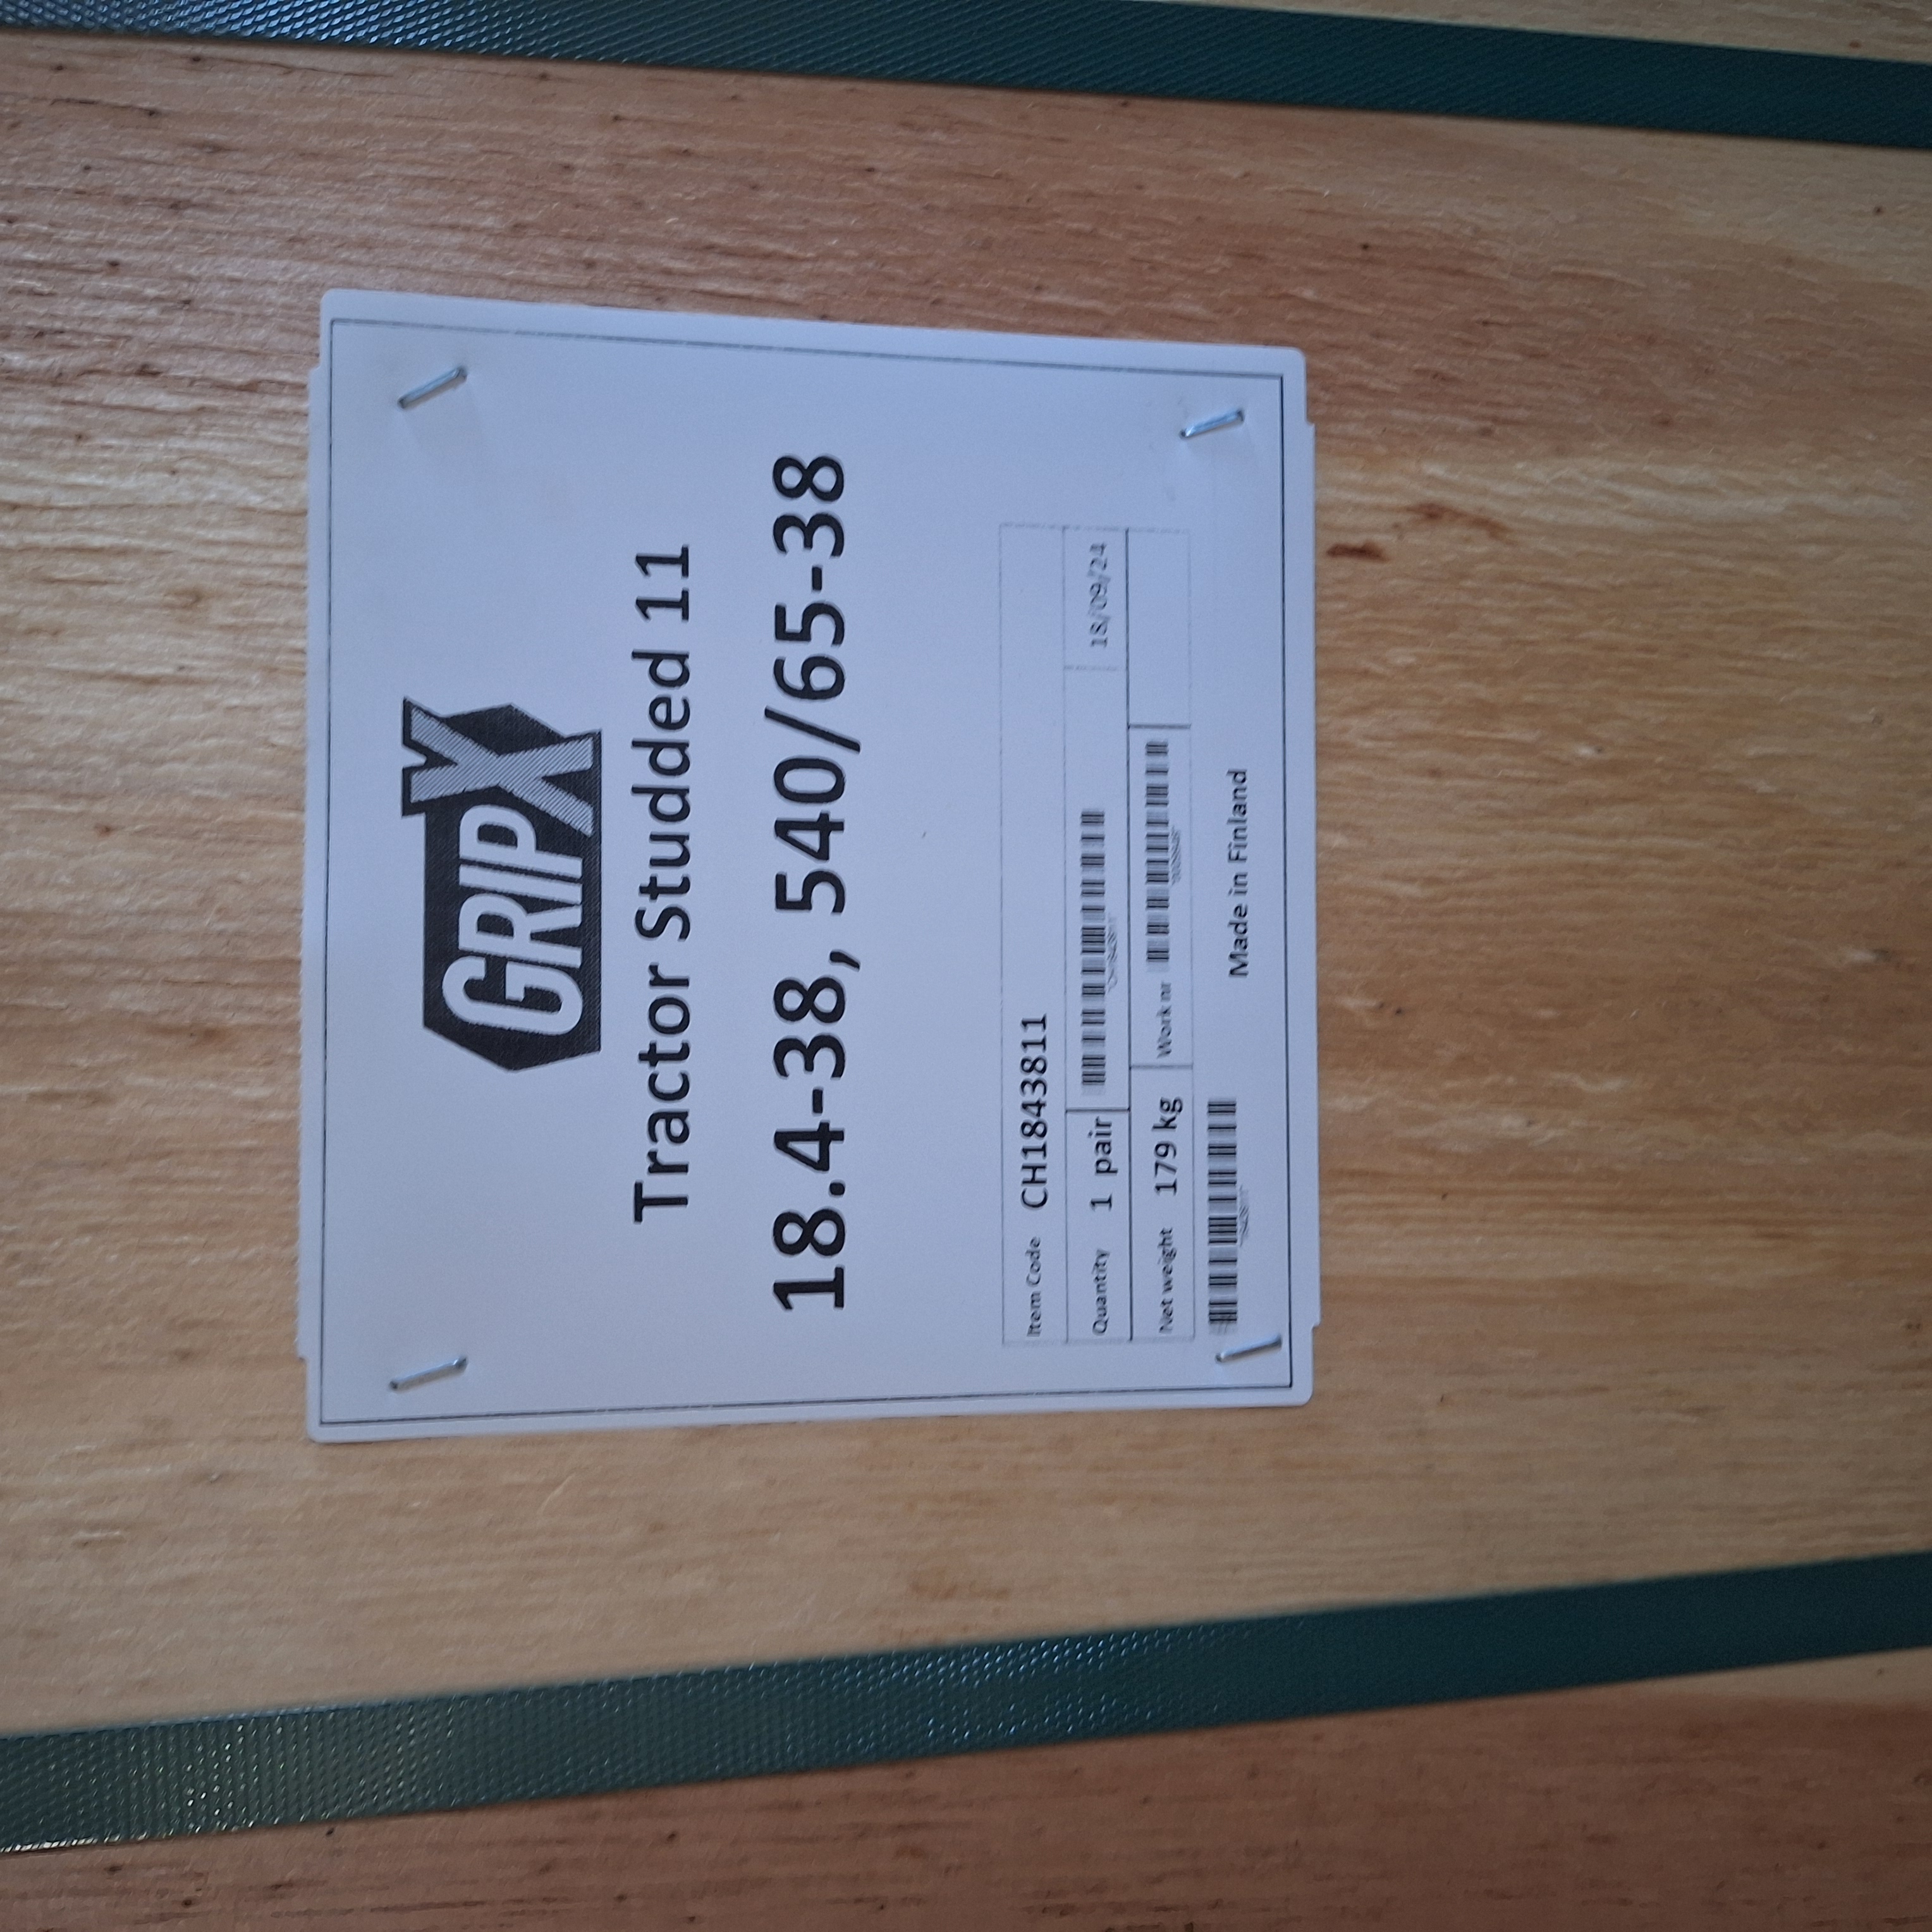 GRIPX
Tractor Studded 11
18.4-38, 540/65-38
Item Code CH1843811
Quantity 1 pair 18/09/24
Net weight 179 kg Work nr
Made in Finland